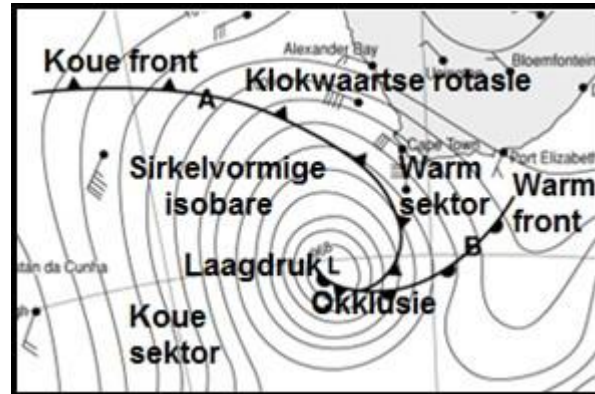 Koue front
Alexander Bay
Bloemfontein
Klokwaartse rotasie
A
Cape Town
Port Elizabeth
Sirkelvormige
isobare
Warm
sektor
Warm
front
968
B
Laagdruk L
Okklusie
Koue
sektor